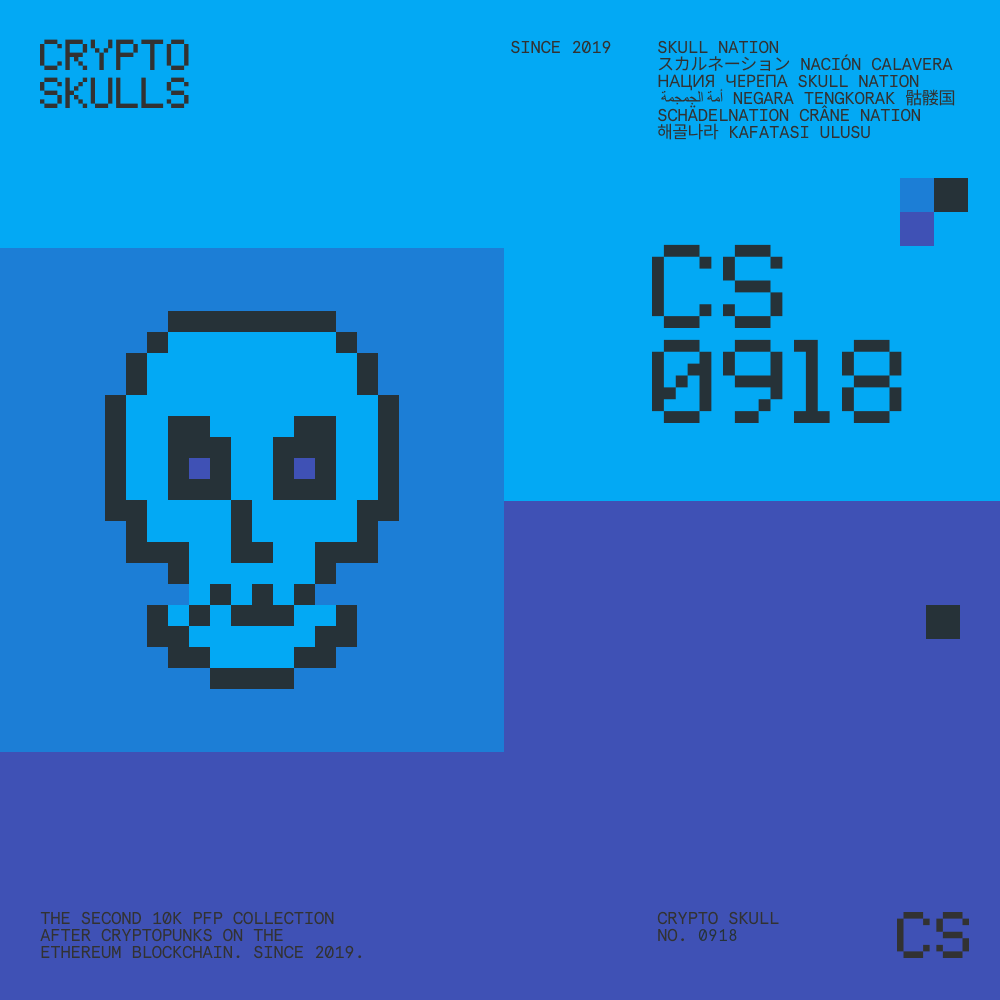 CRYPTO
SKULLS
SINCE 2019
SKULL NATION
スカルネーション NACIÓN CALAVERA
НАЦИЯ ЧЕРЕПА SKULL NATION
أمة الجمجمة NEGARA TENGKORAK 骷髅国
SCHÄDELNATION CRÂNE NATION
해골나라 KAFATASI ULUSU
CS
0918
THE SECOND 10K PFP COLLECTION
AFTER CRYPTOPUNKS ON THE
ETHEREUM BLOCKCHAIN. SINCE 2019.
CRYPTO SKULL
NO. 0918
CS